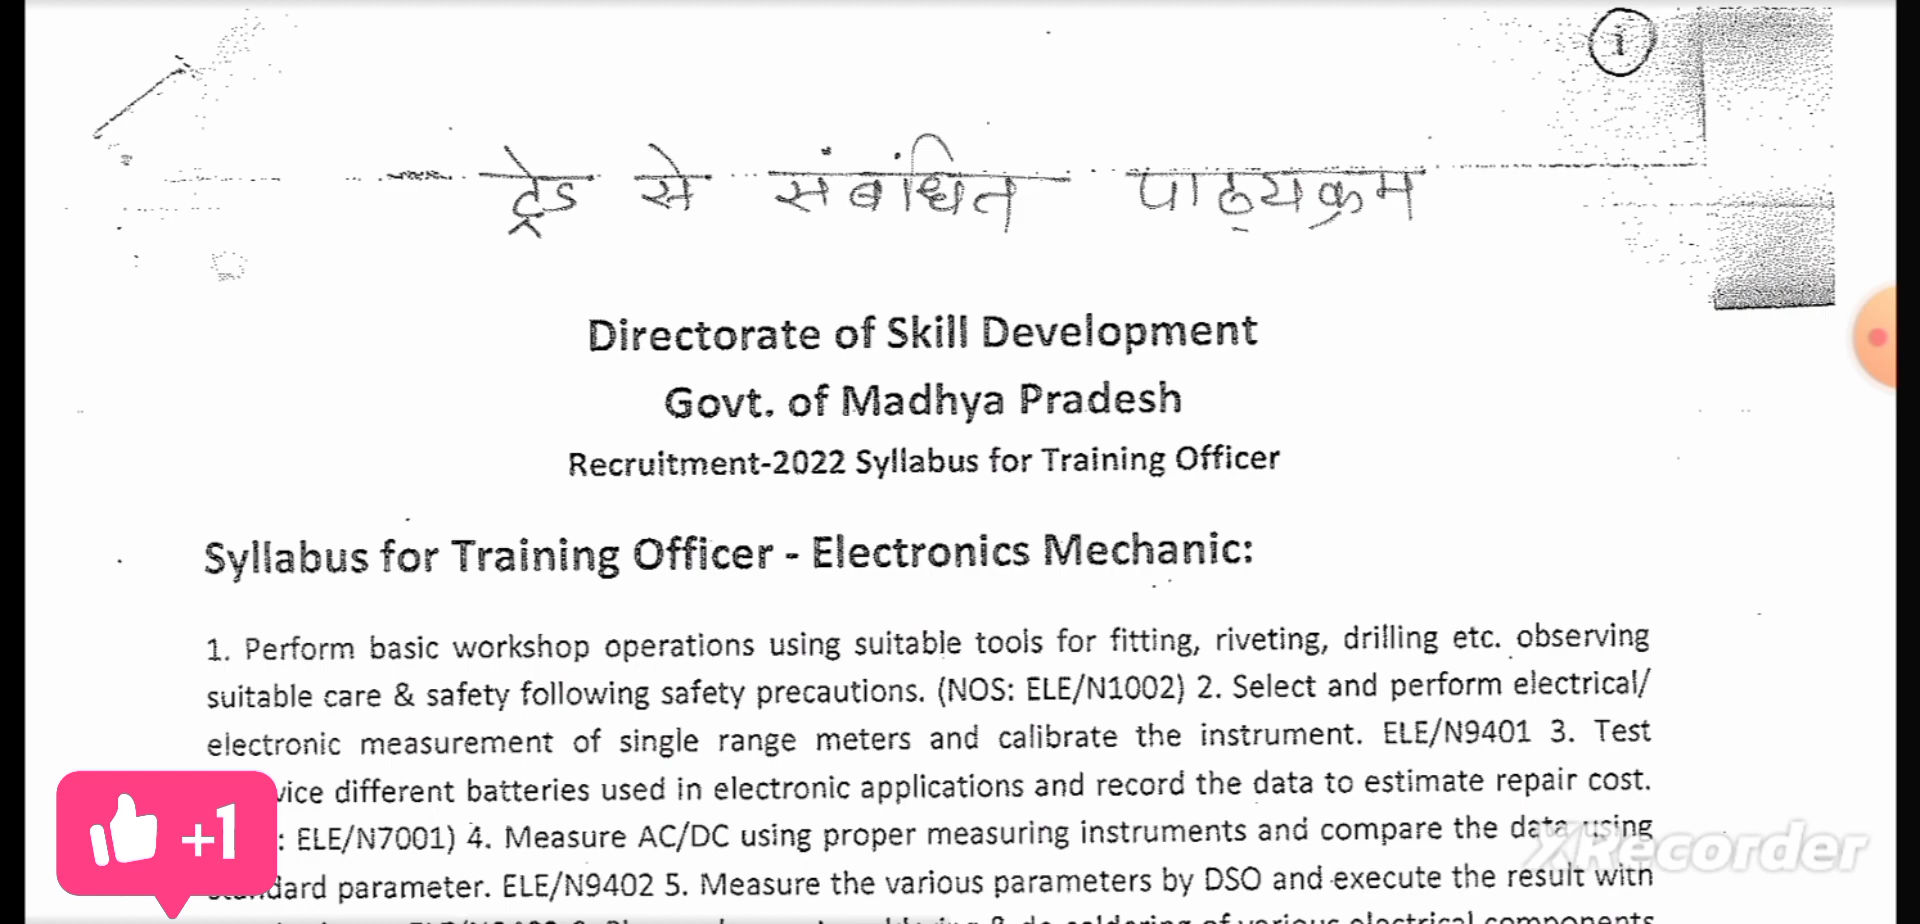 i
ट्रेड से संबंधित पाठ्यक्रम
Directorate of Skill Development
Govt. of Madhya Pradesh
Recruitment-2022 Syllabus for Training Officer
Syllabus for Training Officer - Electronics Mechanic:
1. Perform basic workshop operations using suitable tools for fitting, riveting, drilling etc. observing
suitable care & safety following safety precautions. (NOS: ELE/N1002) 2. Select and perform electrical/
electronic measurement of single range meters and calibrate the instrument. ELE/N9401 3. Test
vice different batteries used in electronic applications and record the data to estimate repair cost.
: ELE/N7001) 4. Measure AC/DC using proper measuring instruments and compare the data using
+1
XRecorder
dard parameter. ELE/N9402 5. Measure the various parameters by DSO and execute the result with
of various electrical components